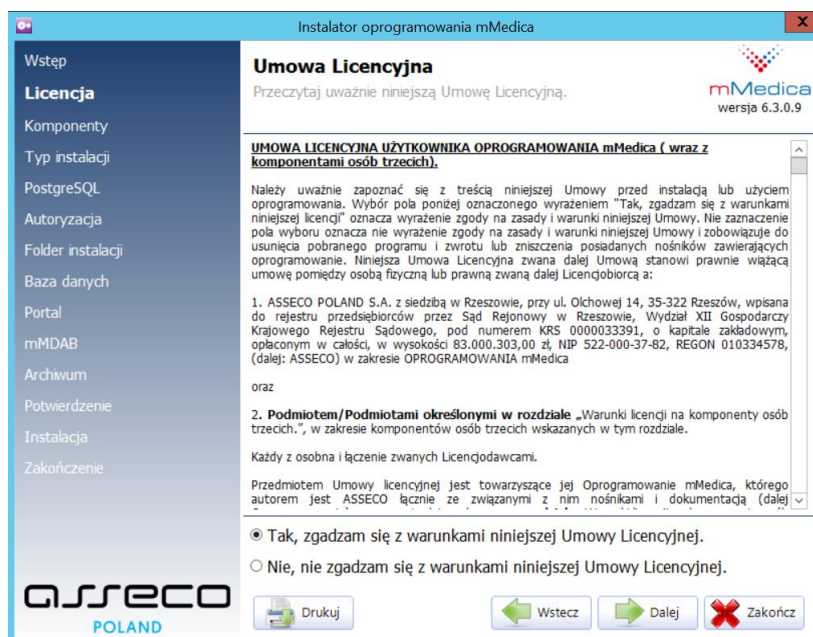 Instalator oprogramowania mMedica
X
Wstęp
Licencja
Komponenty
Typ instalacji
PostgreSQL
Autoryzacja
Folder instalacji
Baza danych
Portal
mMDAB
Archiwum
Potwierdzenie
Instalacja
Zakończenie
asseco
POLAND
Umowa Licencyjna
Przeczytaj uważnie niniejszą Umowę Licencyjną.
mMedica
wersja 6.3.0.9
UMOWA LICENCYJNA UŻYTKOWNIKA OPROGRAMOWANIA mMedica ( wraz z
komponentami osób trzecich).
Należy uważnie zapoznać się z treścią niniejszej Umowy przed instalacją lub użyciem
oprogramowania. Wybór pola poniżej oznaczonego wyrażeniem "Tak, zgadzam się z warunkami
niniejszej licencji" oznacza wyrażenie zgody na zasady i warunki niniejszej Umowy. Nie zaznaczenie
pola wyboru oznacza nie wyrażenie zgody na zasady i warunki niniejszej Umowy i zobowiązuje do
usunięcia pobranego programu i zwrotu lub zniszczenia posiadanych nośników zawierających
oprogramowanie. Niniejsza Umowa Licencyjna zwana dalej Umową stanowi prawnie wiążącą
umowę pomiędzy osobą fizyczną lub prawną zwaną dalej Licencjobiorcą a:
1. ASSECO POLAND S.A. z siedzibą w Rzeszowie, przy ul. Olchowej 14, 35-322 Rzeszów, wpisana
do rejestru przedsiębiorców przez Sąd Rejonowy w Rzeszowie, Wydział XII Gospodarczy
Krajowego Rejestru Sądowego, pod numerem KRS 0000033391, o kapitale zakładowym,
opłaconym w całości, w wysokości 83.000.303,00 zł, NIP 522-000-37-82, REGON 010334578,
(dalej: ASSECO) w zakresie OPROGRAMOWANIA mMedica
oraz
2. Podmiotem/Podmiotami określonymi w rozdziale „Warunki licencji na komponenty osób
trzecich.”, w zakresie komponentów osób trzecich wskazanych w tym rozdziale.
Każdy z osobna i łączenie zwanych Licencjodawcami.
Przedmiotem Umowy licencyjnej jest towarzyszące jej Oprogramowanie mMedica, którego
autorem jest ASSECO łącznie ze związanymi z nim nośnikami i dokumentacją (dalej
Tak, zgadzam się z warunkami niniejszej Umowy Licencyjnej.
Nie, nie zgadzam się z warunkami niniejszej Umowy Licencyjnej.
Drukuj
Wstecz
Dalej
Zakończ